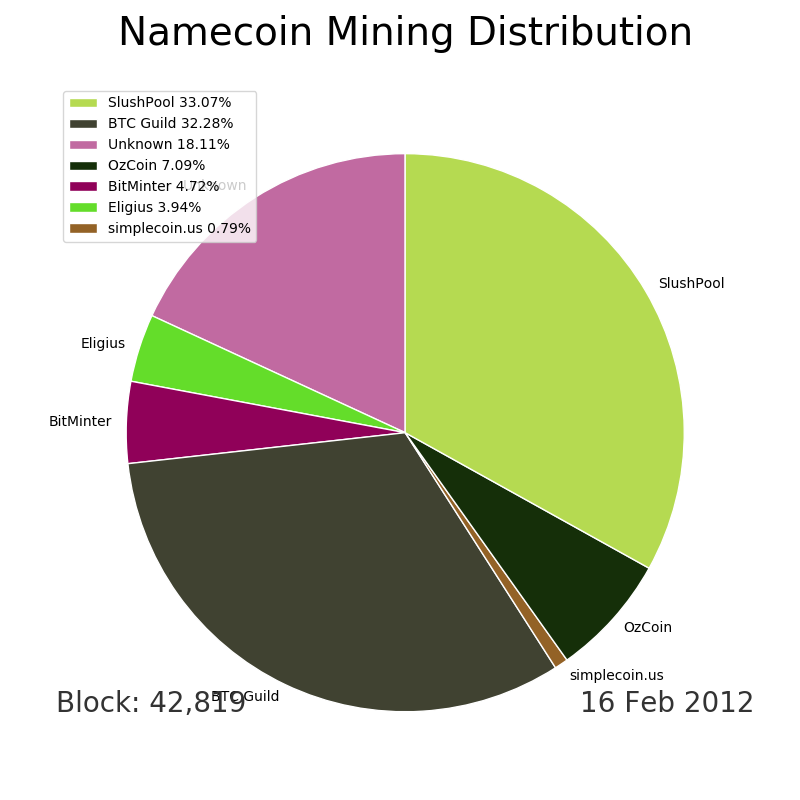 Namecoin Mining Distribution
SlushPool 33.07%
BTC Guild 32.28%
Unknown 18.11%
OzCoin 7.09%
BitMinter 4.72%
Eligius 3.94%
simplecoin.us 0.79%
Unknown
SlushPool
Eligius
BitMinter
OzCoin
simplecoin.us
BTC Guild
Block: 42,819
16 Feb 2012